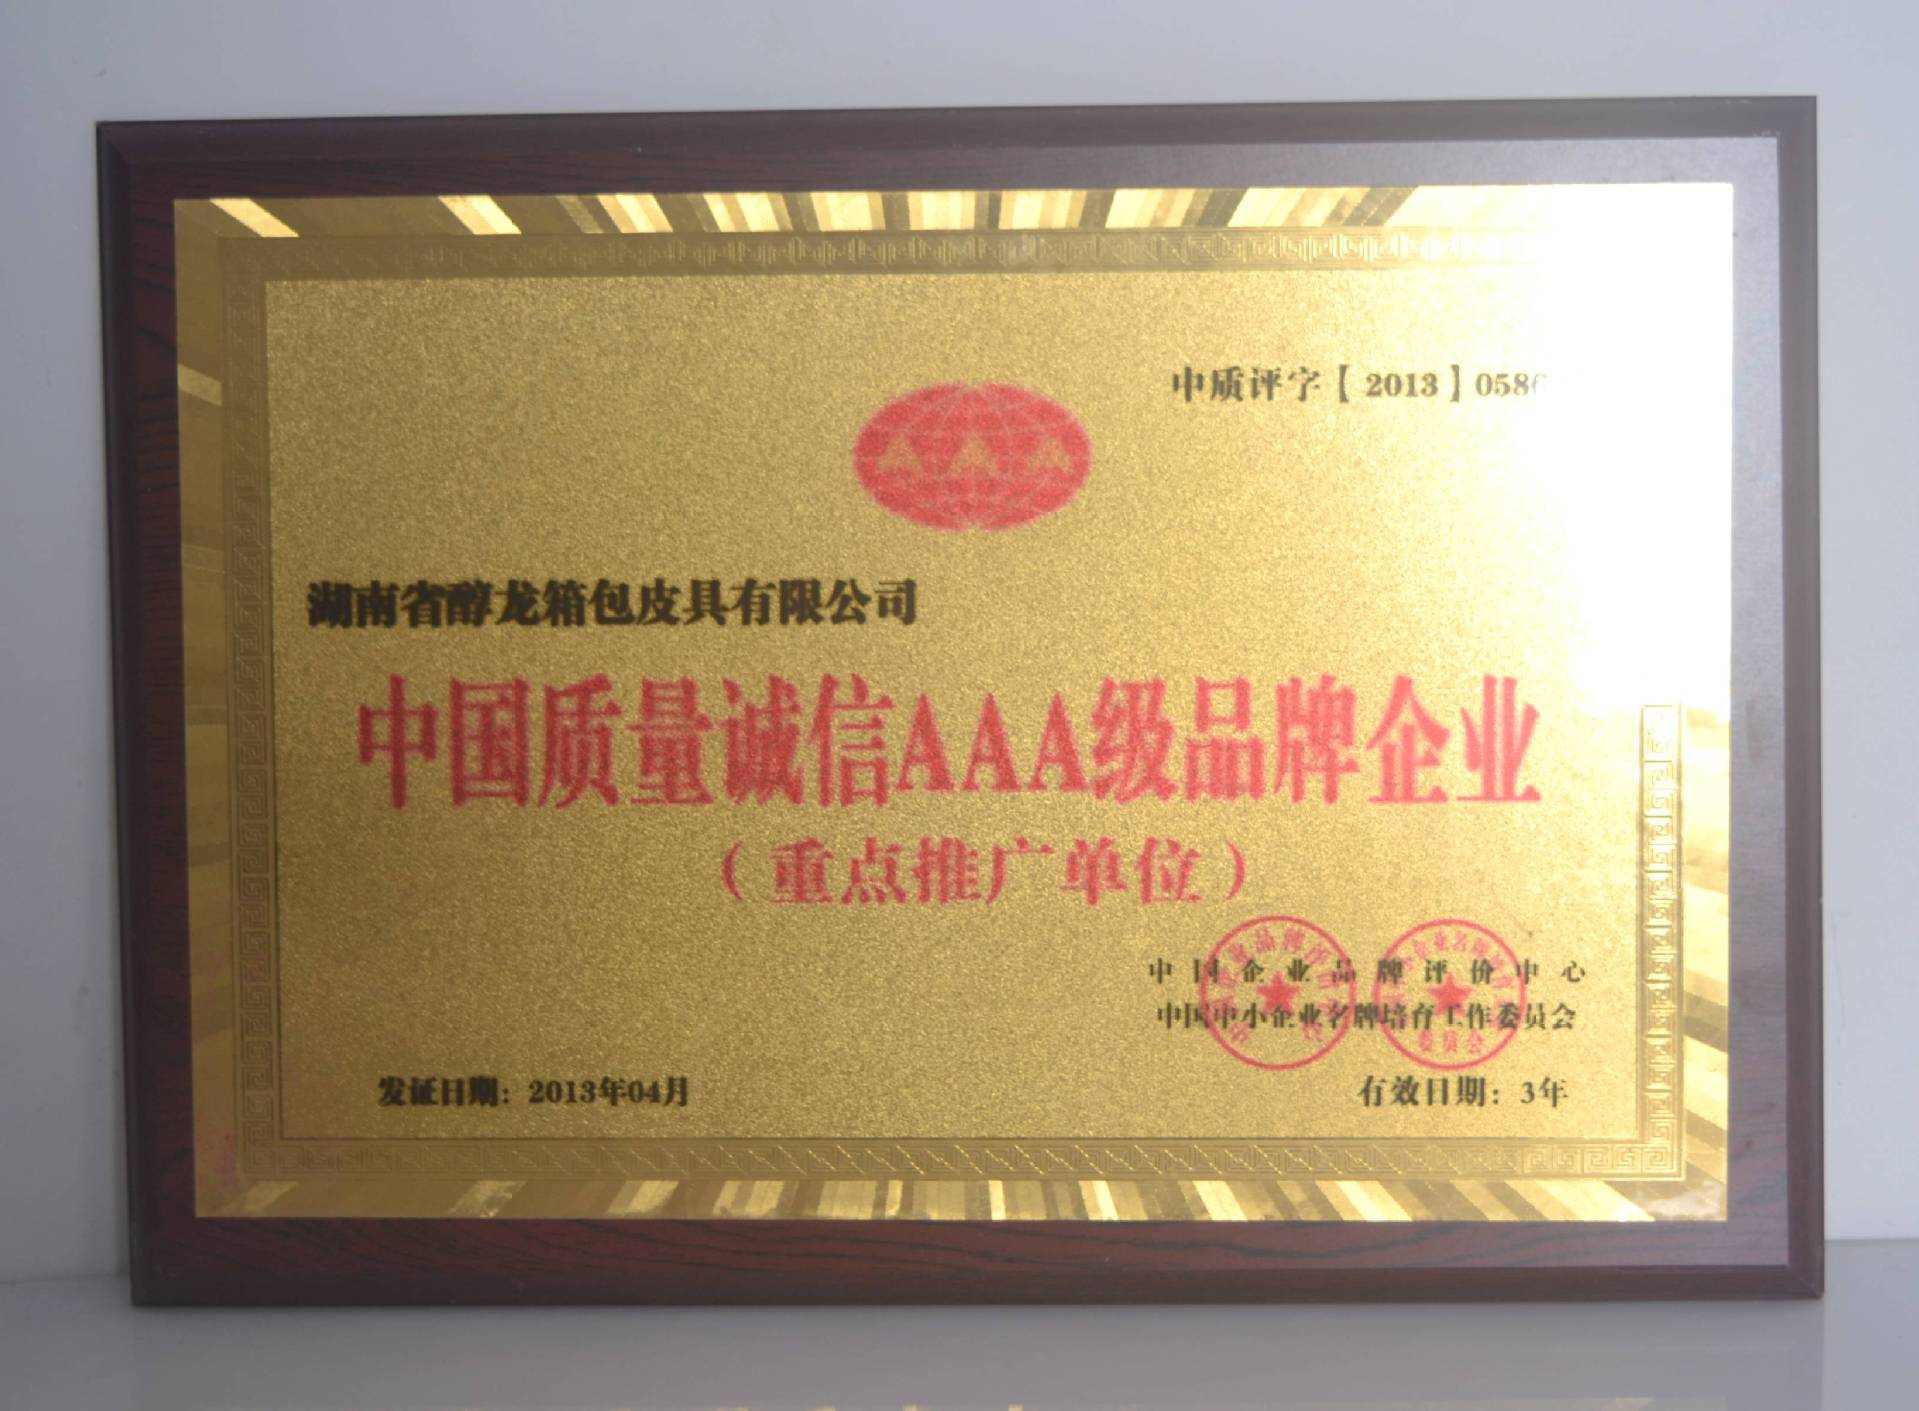 中质评字【2013】058
AAA
湖南省醇龙箱包皮具有限公司
中国质量诚信AAA级品牌企业
（重点推广单位）
中国企业品牌评价中心
中国中小企业名牌培育工作委员会
发证日期：2013年04月
有效日期：3年